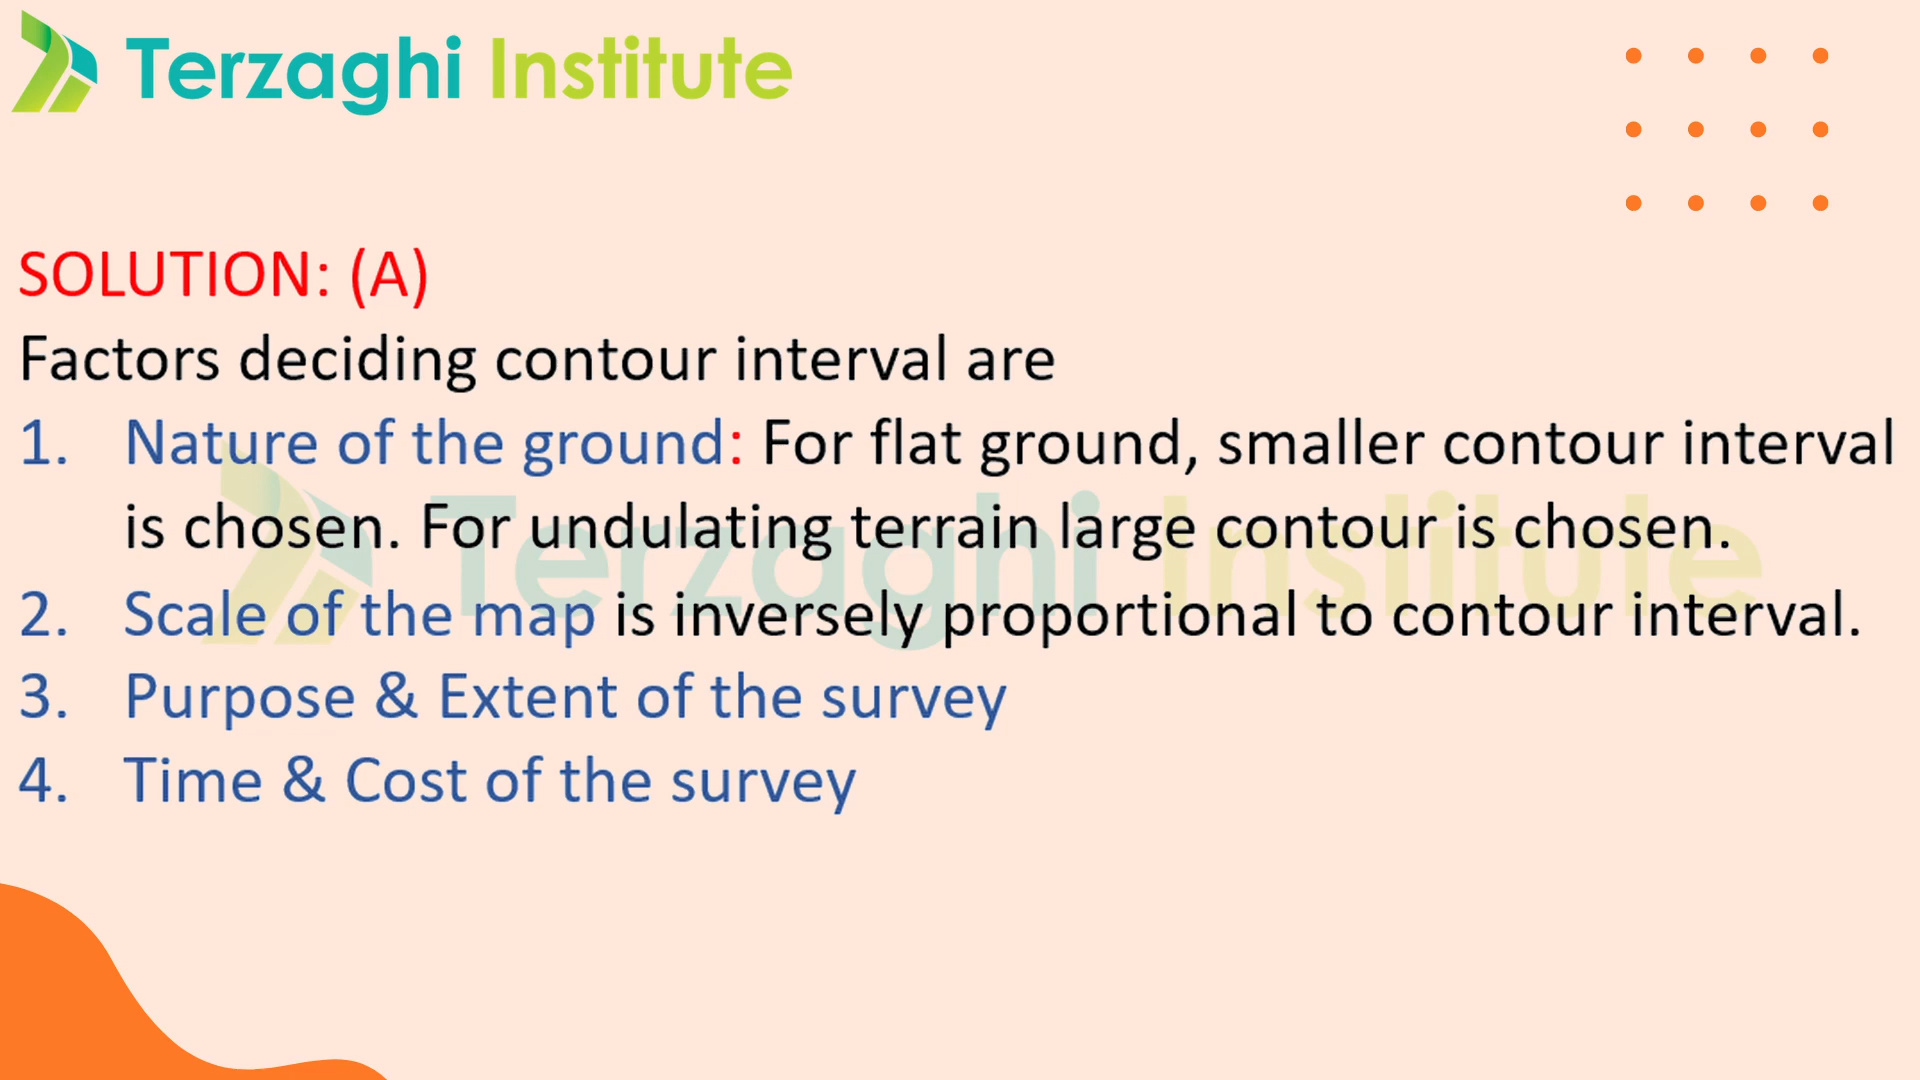 Terzaghi Institute
SOLUTION: (A)
Factors deciding contour interval are
1. Nature of the ground: For flat ground, smaller contour interval
is chosen. For undulating terrain large contour is chosen.
Terzaghi Institute
2. Scale of the map is inversely proportional to contour interval.
3. Purpose & Extent of the survey
4. Time & Cost of the survey